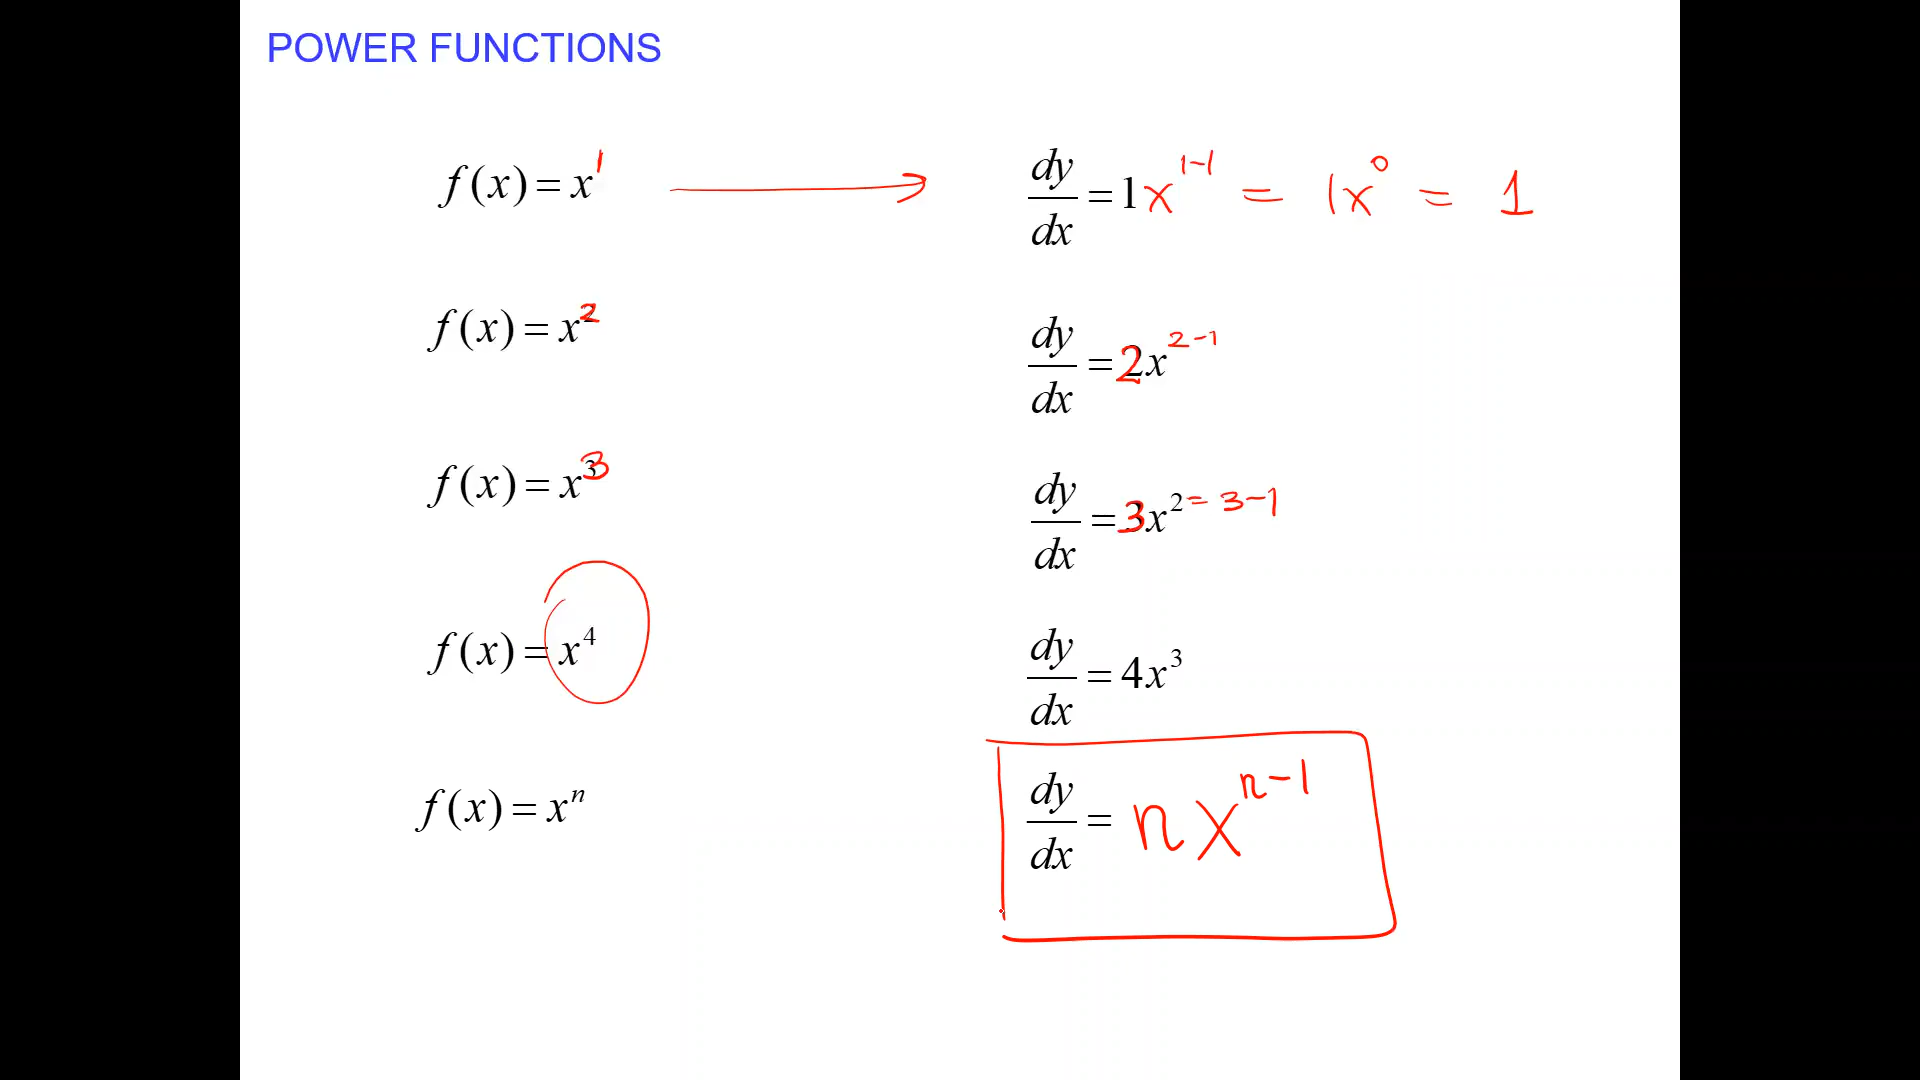 POWER FUNCTIONS
f(x) = x¹ → dy/dx = 1x¹⁻¹ = 1x⁰ = 1
f(x) = x² dy/dx = 2x²⁻¹
f(x) = x³ dy/dx = 3x² = 3-1
f(x) = x⁴ dy/dx = 4x³
f(x) = xⁿ dy/dx = nxⁿ⁻¹